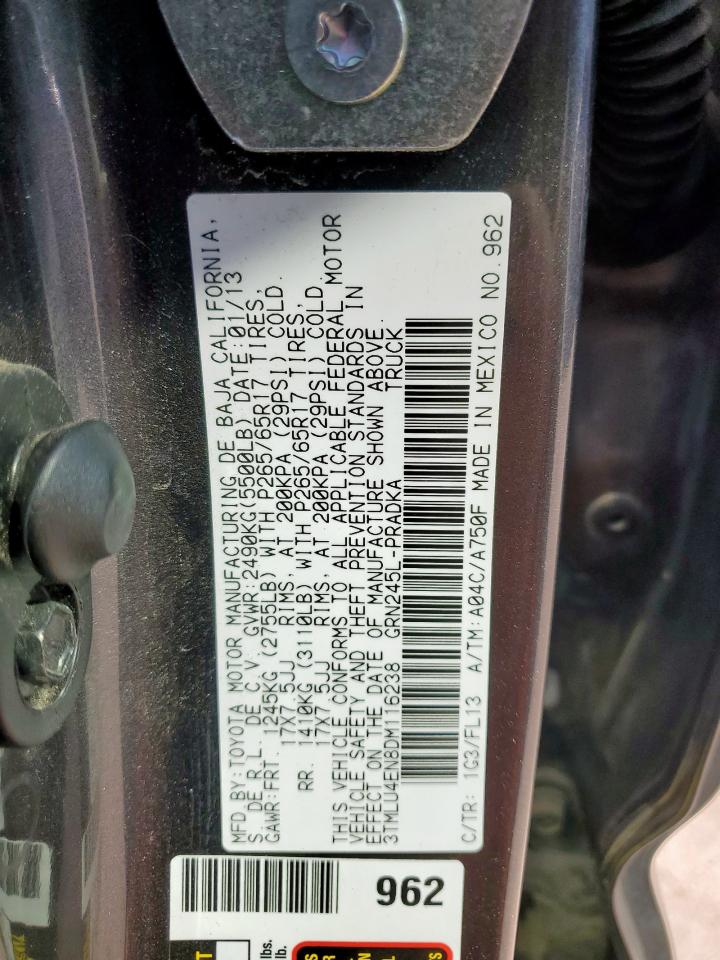 MFD BY:TOYOTA MOTOR MANUFACTURING DE BAJA CALIFORNIA,
S. DE R.L. DE C.V. GVWR:2490KG(5500LB) DATE:01/13
GAWR:FRT. 1245KG (2755LB) WITH P265/65R17 TIRES,
17X7.5JJ RIMS, AT 200KPA (29PSI) COLD.
RR. 1410KG (3110LB) WITH P265/65R17 TIRES,
17X7.5JJ RIMS, AT 200KPA (29PSI) COLD.
THIS VEHICLE CONFORMS TO ALL APPLICABLE FEDERAL MOTOR
VEHICLE SAFETY AND THEFT PREVENTION STANDARDS IN
EFFECT ON THE DATE OF MANUFACTURE SHOWN ABOVE.
3TMLU4EN8DM116238 GRN245L-PRADKA TRUCK
C/TR: 1G3/FL13 A/TM:A04C/A750F MADE IN MEXICO NO.962
962
lbs.
lb.